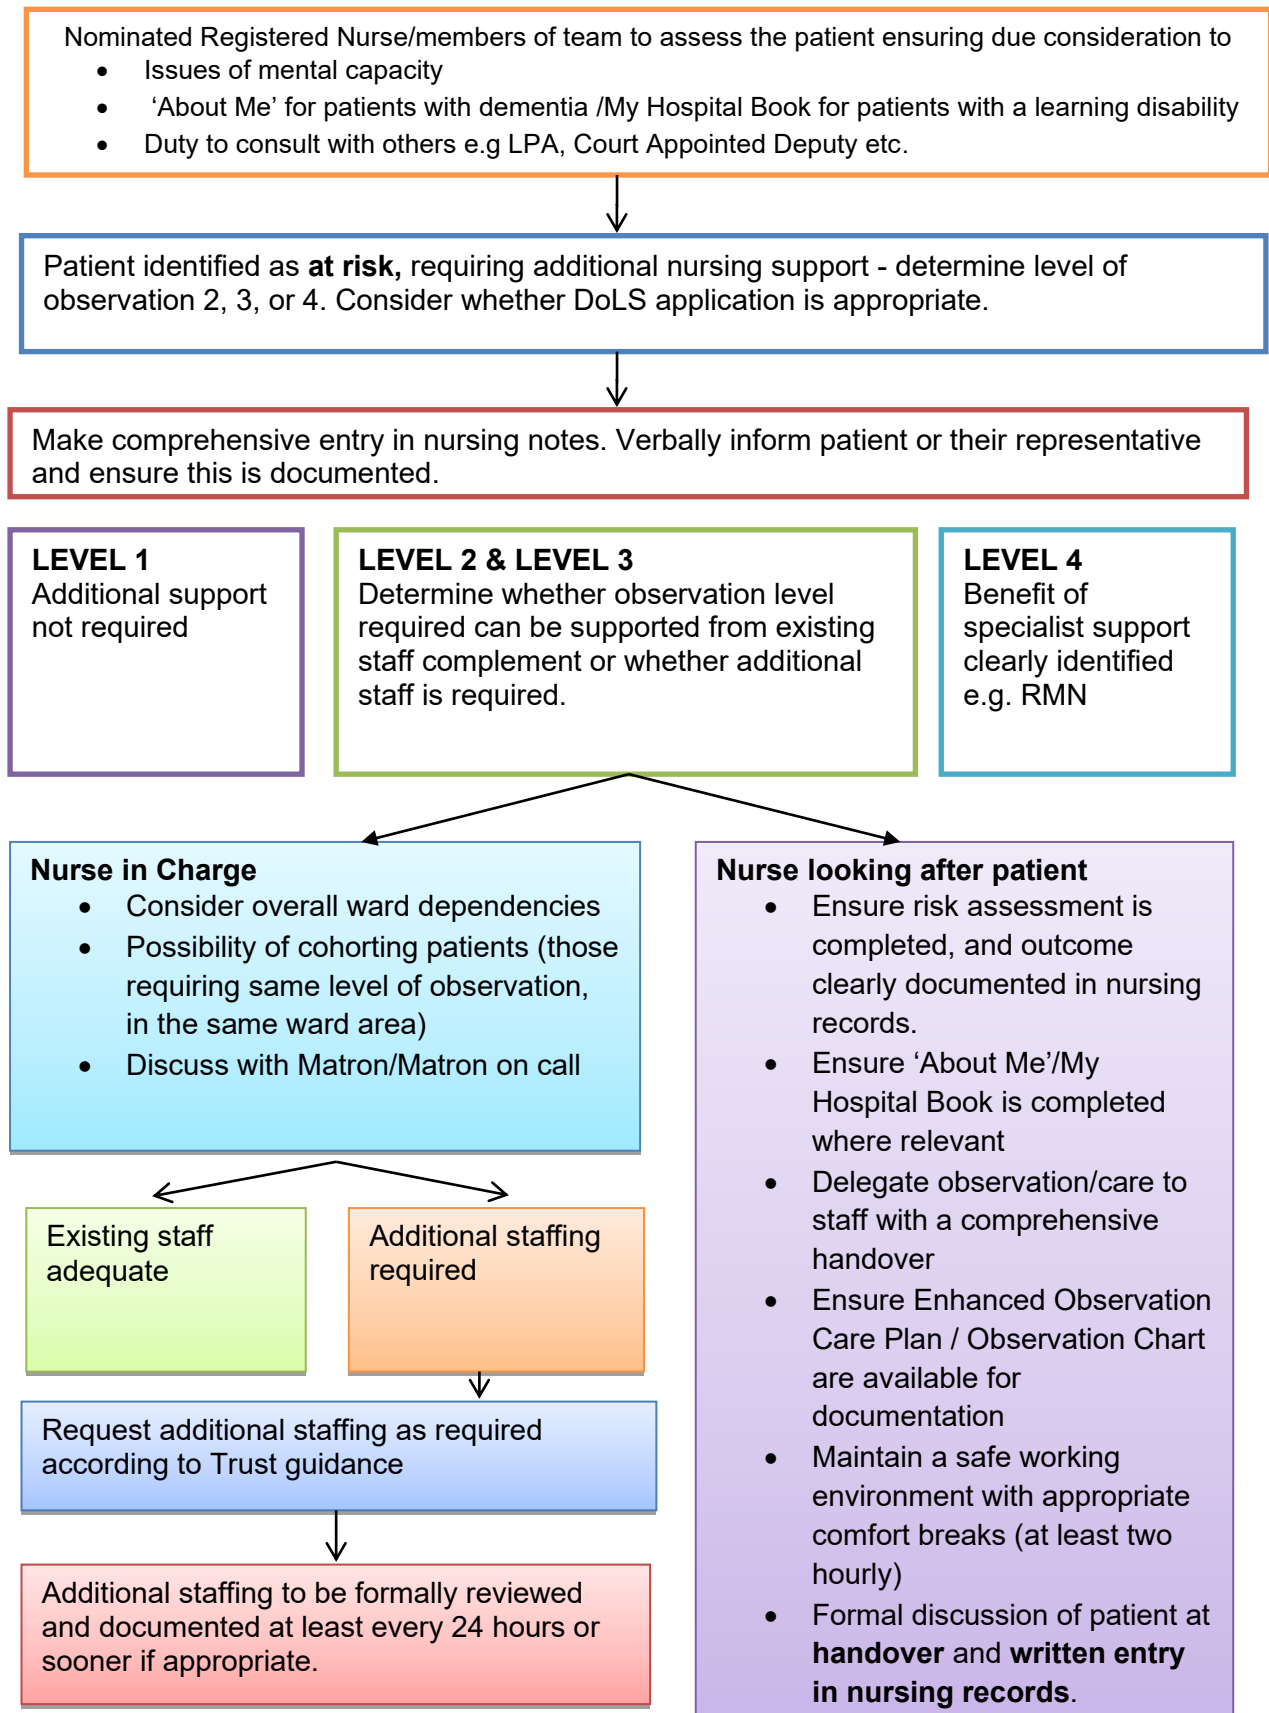 Nominated Registered Nurse/members of team to assess the patient ensuring due consideration to
• Issues of mental capacity
• ‘About Me’ for patients with dementia /My Hospital Book for patients with a learning disability
• Duty to consult with others e.g LPA, Court Appointed Deputy etc.
Patient identified as at risk, requiring additional nursing support - determine level of
observation 2, 3, or 4. Consider whether DoLS application is appropriate.
Make comprehensive entry in nursing notes. Verbally inform patient or their representative
and ensure this is documented.
LEVEL 1
Additional support
not required
LEVEL 2 & LEVEL 3
Determine whether observation level
required can be supported from existing
staff complement or whether additional
staff is required.
LEVEL 4
Benefit of
specialist support
clearly identified
e.g. RMN
Nurse in Charge
• Consider overall ward dependencies
• Possibility of cohorting patients (those
requiring same level of observation,
in the same ward area)
• Discuss with Matron/Matron on call
Existing staff
adequate
Additional staffing
required
Request additional staffing as required
according to Trust guidance
Additional staffing to be formally reviewed
and documented at least every 24 hours or
sooner if appropriate.
Nurse looking after patient
• Ensure risk assessment is
completed, and outcome
clearly documented in nursing
records.
• Ensure ‘About Me’/My
Hospital Book is completed
where relevant
• Delegate observation/care to
staff with a comprehensive
handover
• Ensure Enhanced Observation
Care Plan / Observation Chart
are available for
documentation
• Maintain a safe working
environment with appropriate
comfort breaks (at least two
hourly)
• Formal discussion of patient at
handover and written entry
in nursing records.